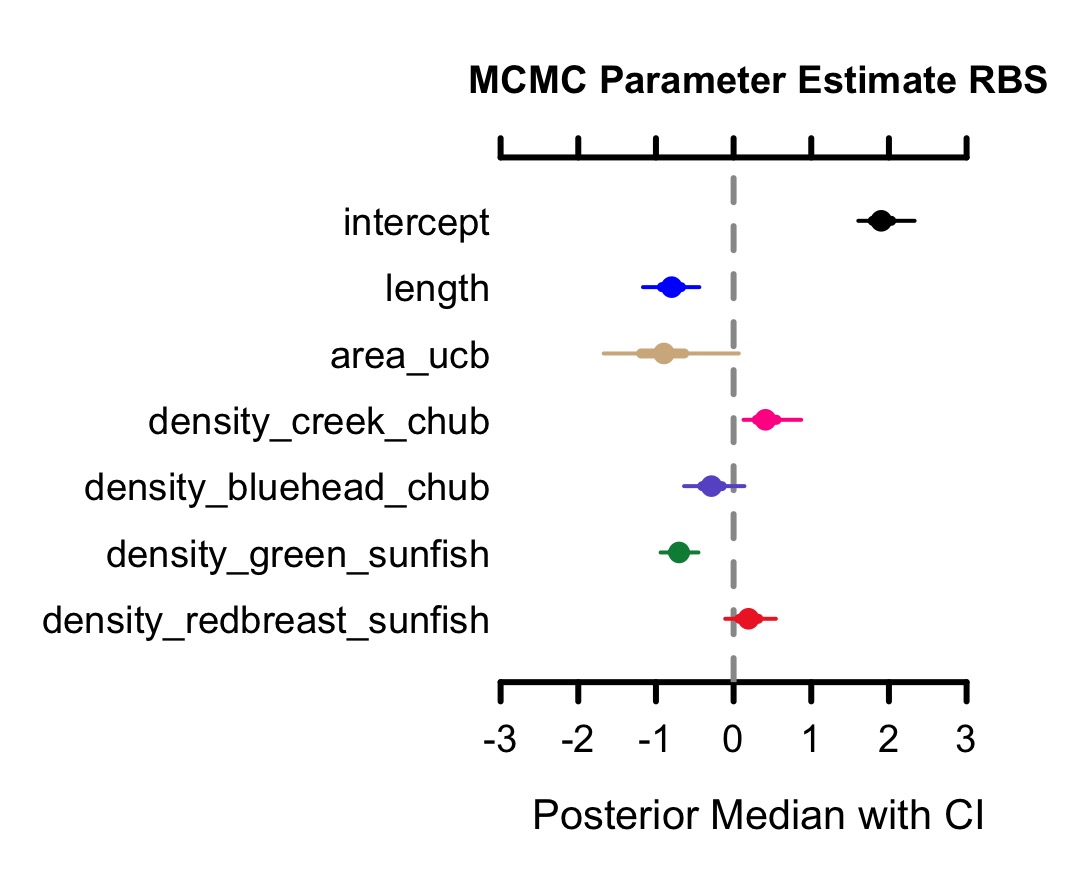 MCMC Parameter Estimate RBS
intercept
length
area_ucb
density_creek_chub
density_bluehead_chub
density_green_sunfish
density_redbreast_sunfish
-3 -2 -1 0 1 2 3
Posterior Median with CI